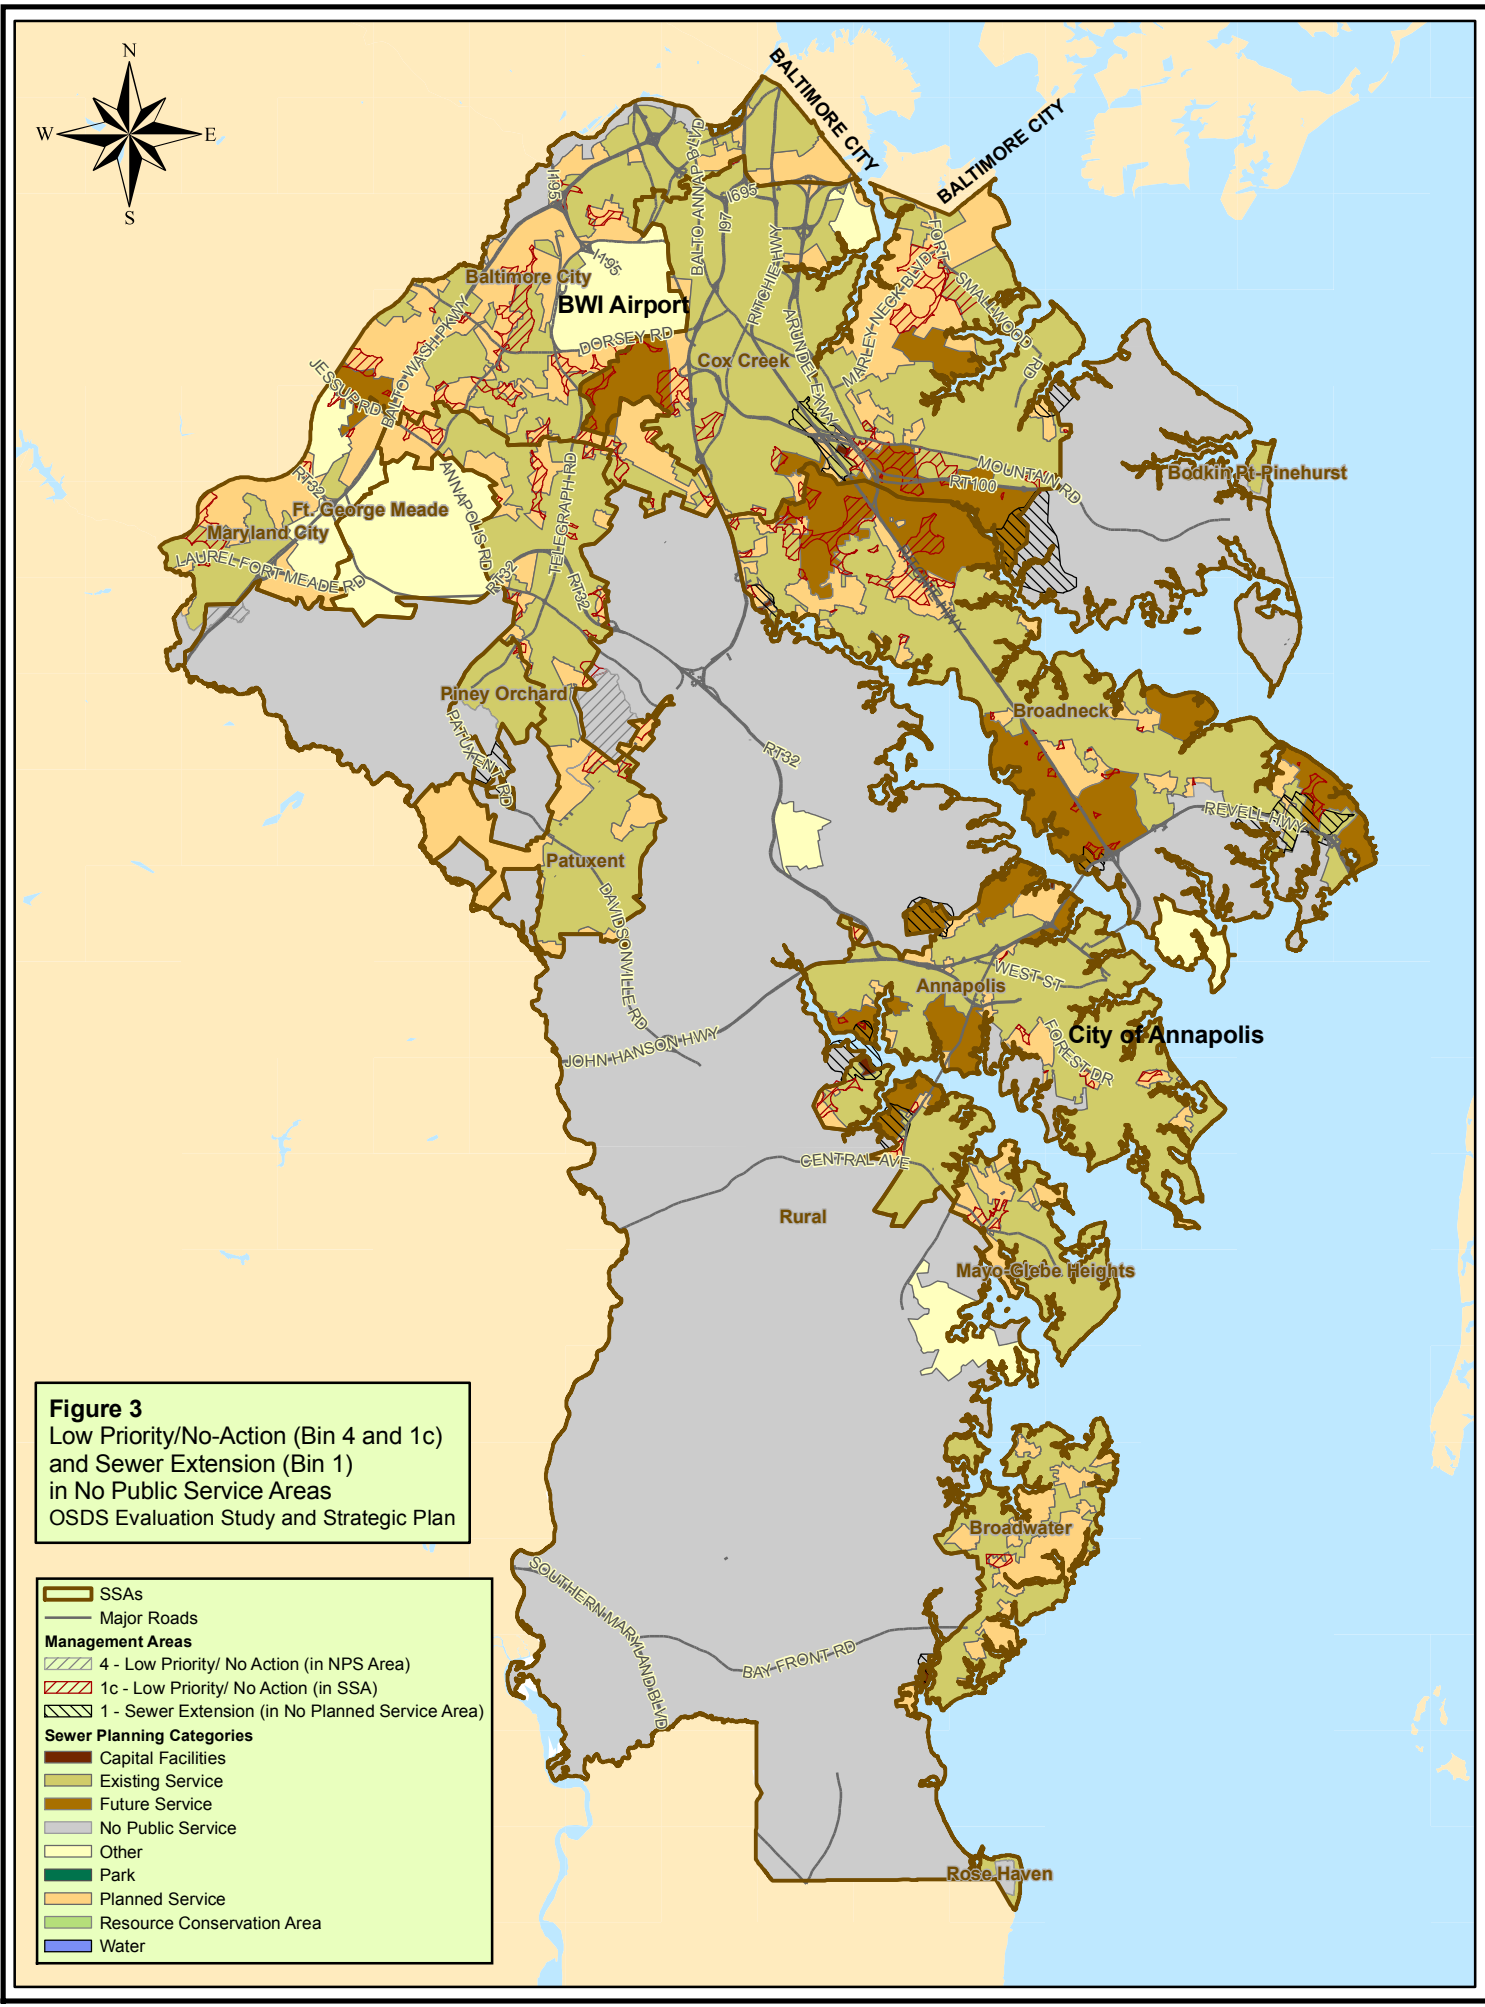 N
W
E
S
BALTIMORE CITY
BALTIMORE CITY
I195
I695
I97
BALTO-ANNAP BLVD
RITCHIE HWY
I-195
Baltimore City
BWI Airport
DORSEY RD
Cox Creek
ARUNDEL EXWY
MARLEY NECK BLVD
FORT SMALLWOOD RD
BALTO WASH PKWY
JESSUP RD
MOUNTAIN RD
RT100
Bodkin Pt-Pinehurst
RT32
Ft. George Meade
Maryland City
ANNAPOLIS RD
TELEGRAPH RD
LAUREL FORT MEADE RD
RT32
RT32
RITCHIE HWY
Piney Orchard
PATUXENT RD
Broadneck
RT32
REVELL HWY
Patuxent
DAVIDSONVILLE RD
WEST ST
Annapolis
City of Annapolis
FOREST DR
JOHN HANSON HWY
CENTRAL AVE
Rural
Mayo-Glebe Heights
Figure 3
Low Priority/No-Action (Bin 4 and 1c)
and Sewer Extension (Bin 1)
in No Public Service Areas
OSDS Evaluation Study and Strategic Plan
Broadwater
SOUTHERN MARYLAND BLVD
BAY FRONT RD
Rose Haven
SSAs
Major Roads
Management Areas
4 - Low Priority/ No Action (in NPS Area)
1c - Low Priority/ No Action (in SSA)
1 - Sewer Extension (in No Planned Service Area)
Sewer Planning Categories
Capital Facilities
Existing Service
Future Service
No Public Service
Other
Park
Planned Service
Resource Conservation Area
Water